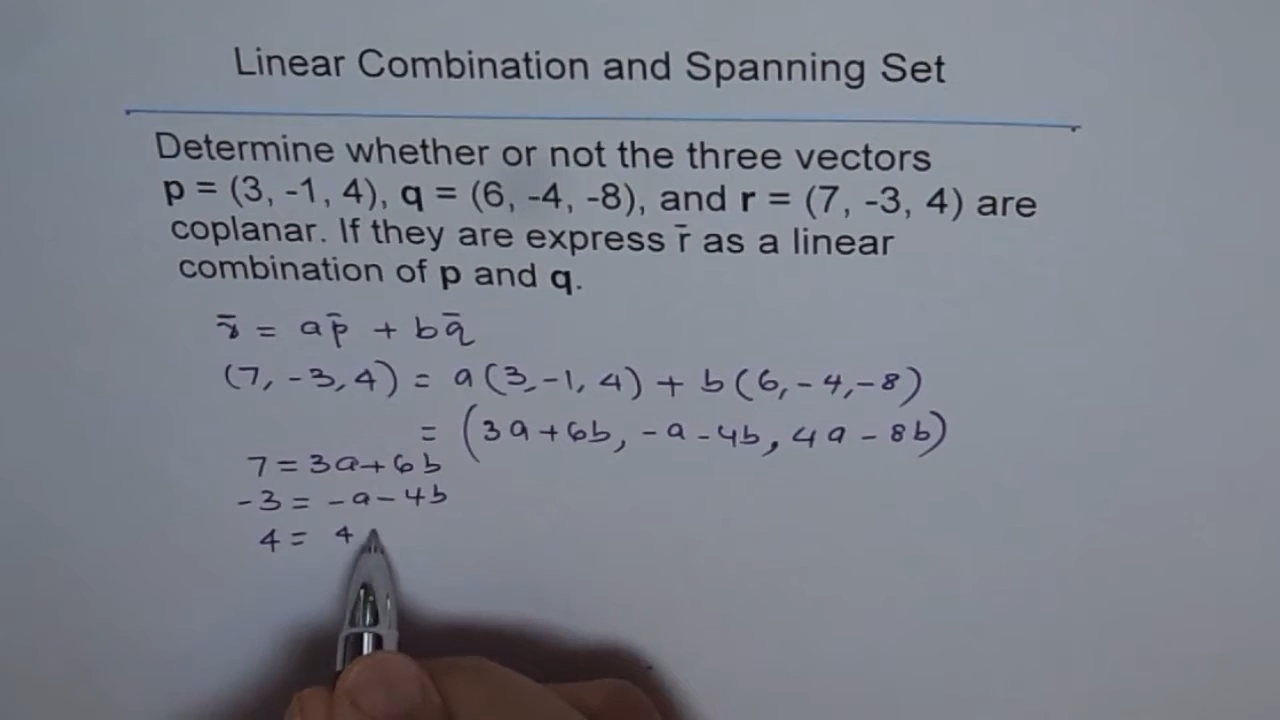 Linear Combination and Spanning Set
Determine whether or not the three vectors
p = (3, -1, 4), q = (6, -4, -8), and r = (7, -3, 4) are
coplanar. If they are express r̄ as a linear
combination of p and q.
r̄ = ap̄ + bq̄
(7, -3, 4) = a(3, -1, 4) + b(6, -4, -8)
= (3a+6b, -a-4b, 4a-8b)
7 = 3a+6b
-3 = -a-4b
4 = 4